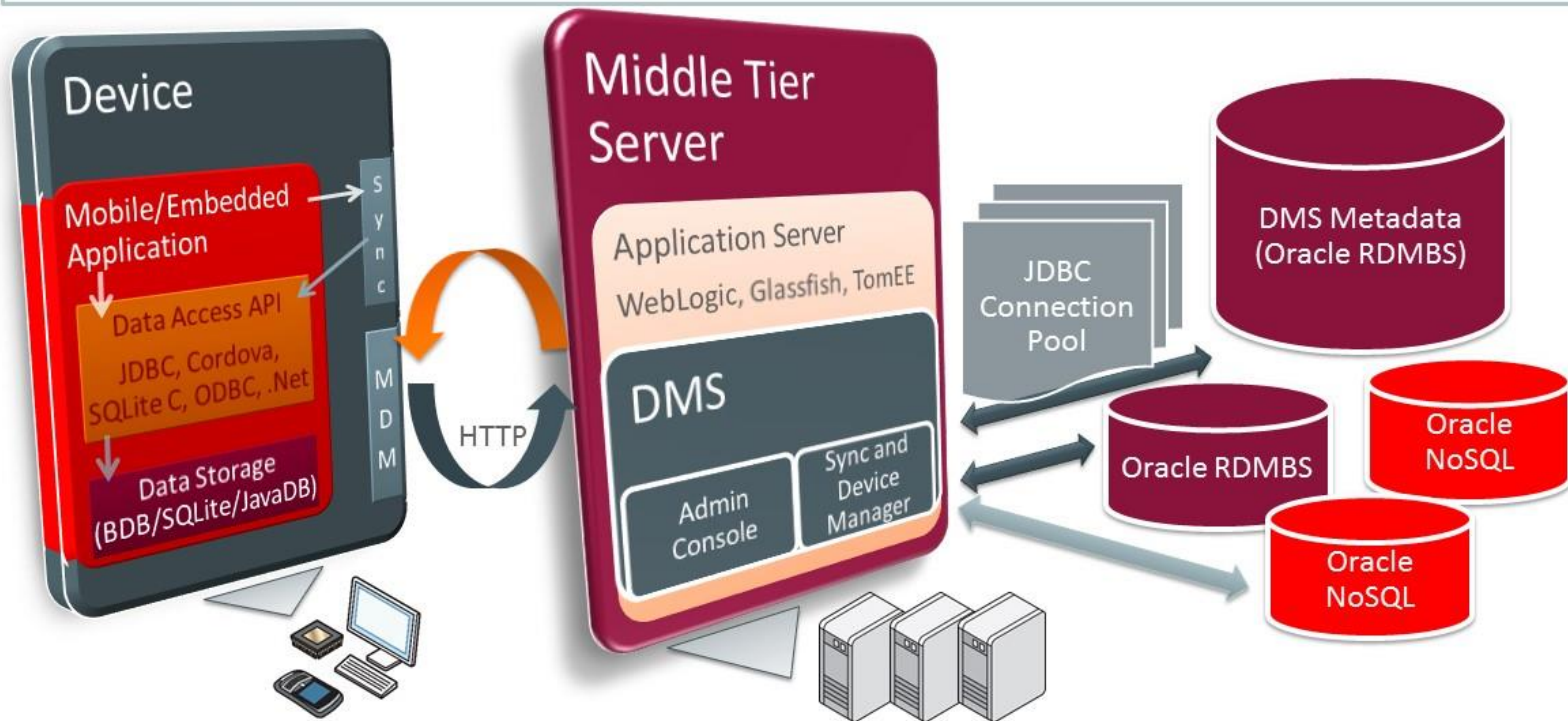 Device
Mobile/Embedded
Application
Sync
Data Access API
JDBC, Cordova,
SQLite C, ODBC, .Net
Data Storage
(BDB/SQLite/JavaDB)
MDM
HTTP
Middle Tier
Server
Application Server
WebLogic, Glassfish, TomEE
DMS
Admin
Console
Sync and
Device
Manager
JDBC
Connection
Pool
DMS Metadata
(Oracle RDMBS)
Oracle RDMBS
Oracle
NoSQL
Oracle
NoSQL